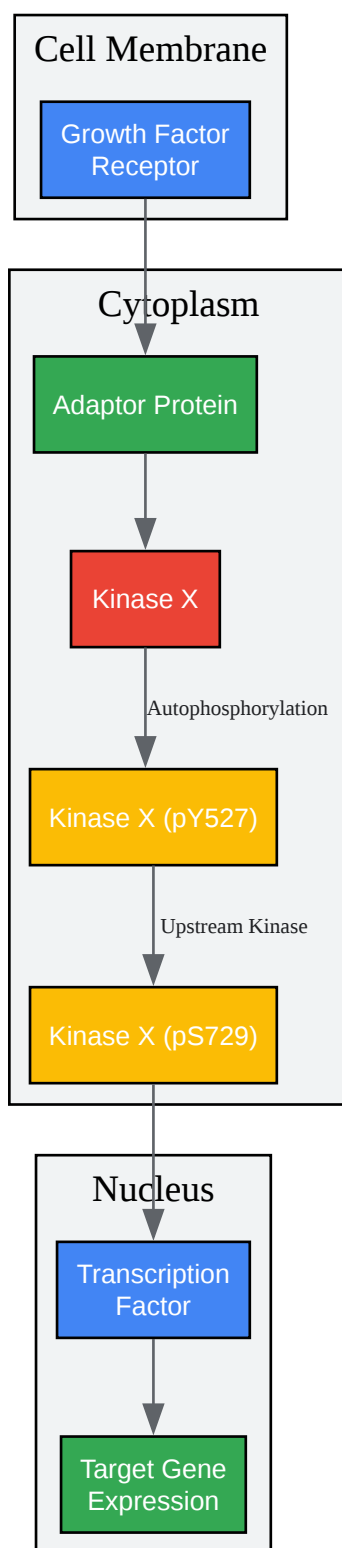 Cell Membrane
Growth Factor
Receptor
Cytoplasm
Adaptor Protein
Kinase X
Autophosphorylation
Kinase X (pY527)
Upstream Kinase
Kinase X (pS729)
Nucleus
Transcription
Factor
Target Gene
Expression